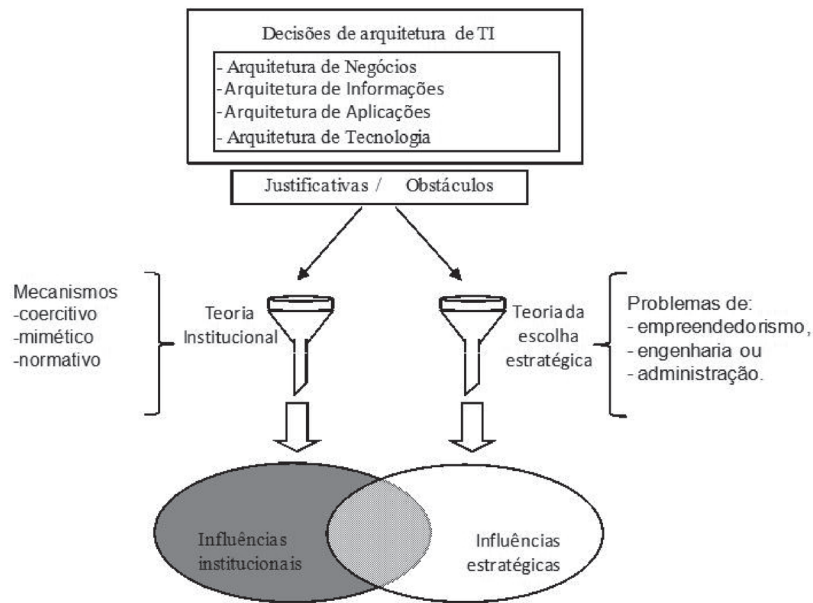 Decisões de arquitetura de TI
- Arquitetura de Negócios
- Arquitetura de Informações
- Arquitetura de Aplicações
- Arquitetura de Tecnologia
Justificativas / Obstáculos
Mecanismos
-coercitivo
-mimético
-normativo
Teoria
Institucional
Teoria da
escolha
estratégica
Problemas de:
- empreendedorismo,
- engenharia ou
- administração.
Influências
institucionais
Influências
estratégicas